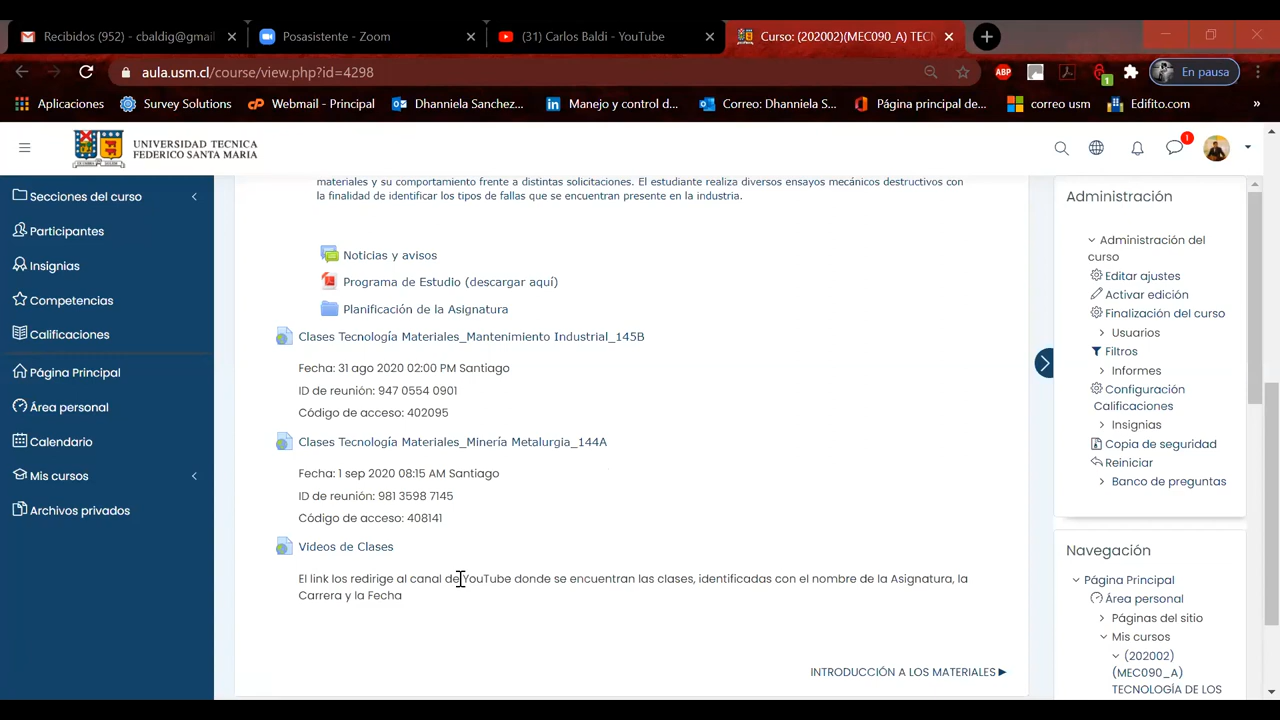 Recibidos (952) - cbaldig@gmail
Posasistente - Zoom
(31) Carlos Baldi - YouTube
Curso: (202002)(MEC090_A) TEC
aula.usm.cl/course/view.php?id=4298
ABP
1
En pausa
Aplicaciones
Survey Solutions
Webmail - Principal
Dhanniela Sanchez...
Manejo y control d...
Correo: Dhanniela S...
Página principal de...
correo usm
Edifito.com
»
UNIVERSIDAD TECNICA
FEDERICO SANTA MARIA
1
Secciones del curso
Participantes
Insignias
Competencias
Calificaciones
Página Principal
Área personal
Calendario
Mis cursos
Archivos privados
materiales y su comportamiento frente a distintas solicitaciones. El estudiante realiza diversos ensayos mecánicos destructivos con
la finalidad de identificar los tipos de fallas que se encuentran presente en la industria.
Noticias y avisos
Programa de Estudio (descargar aquí)
Planificación de la Asignatura
Clases Tecnología Materiales_Mantenimiento Industrial_145B
Fecha: 31 ago 2020 02:00 PM Santiago
ID de reunión: 947 0554 0901
Código de acceso: 402095
Clases Tecnología Materiales_Minería Metalurgia_144A
Fecha: 1 sep 2020 08:15 AM Santiago
ID de reunión: 981 3598 7145
Código de acceso: 408141
Videos de Clases
El link los redirige al canal de YouTube donde se encuentran las clases, identificadas con el nombre de la Asignatura, la
Carrera y la Fecha
INTRODUCCIÓN A LOS MATERIALES ►
Administración
Administración del
curso
Editar ajustes
Activar edición
Finalización del curso
Usuarios
Filtros
Informes
Configuración
Calificaciones
Insignias
Copia de seguridad
Reiniciar
Banco de preguntas
Navegación
Página Principal
Área personal
Páginas del sitio
Mis cursos
(202002)
(MEC090_A)
TECNOLOGÍA DE LOS